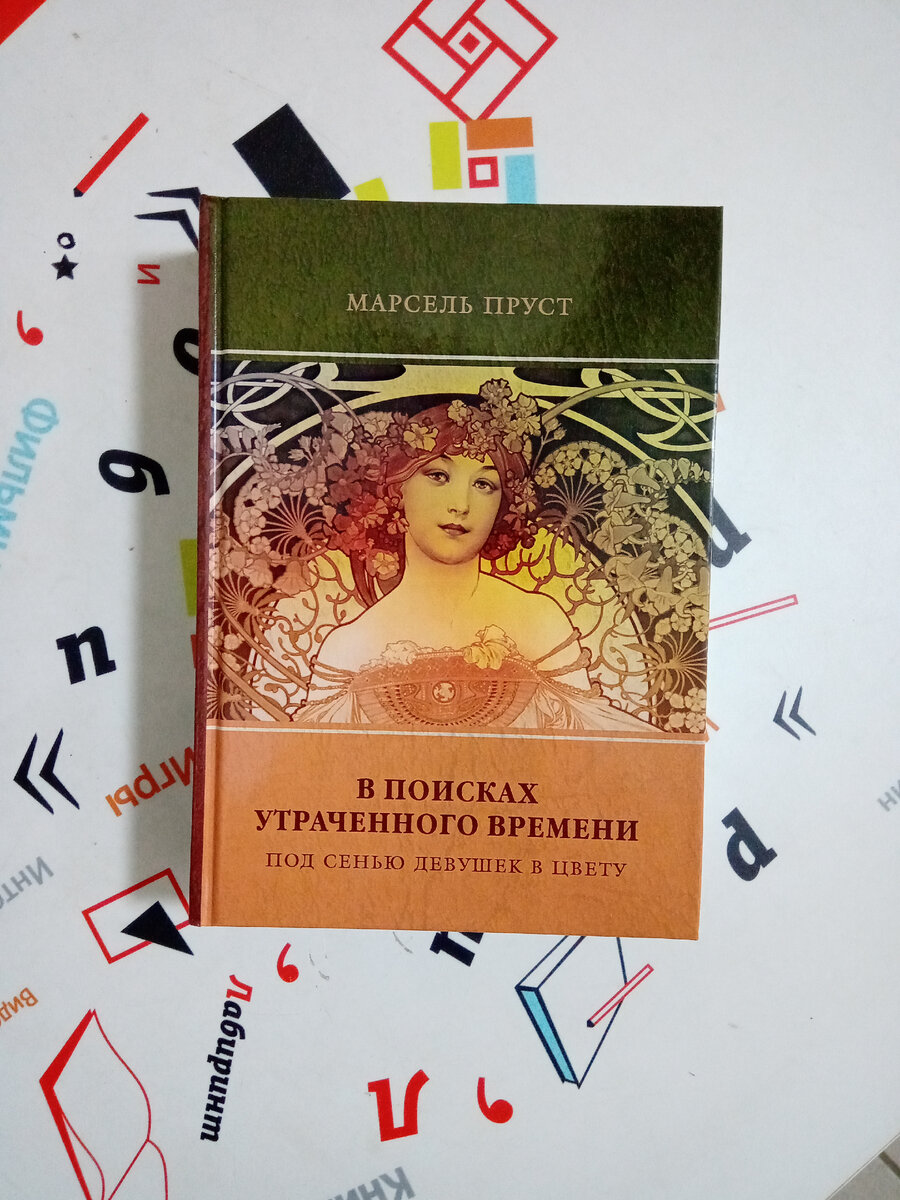 МАРСЕЛЬ ПРУСТ
В ПОИСКАХ
УТРАЧЕННОГО ВРЕМЕНИ
ПОД СЕНЬЮ ДЕВУШЕК В ЦВЕТУ
Лабиринт